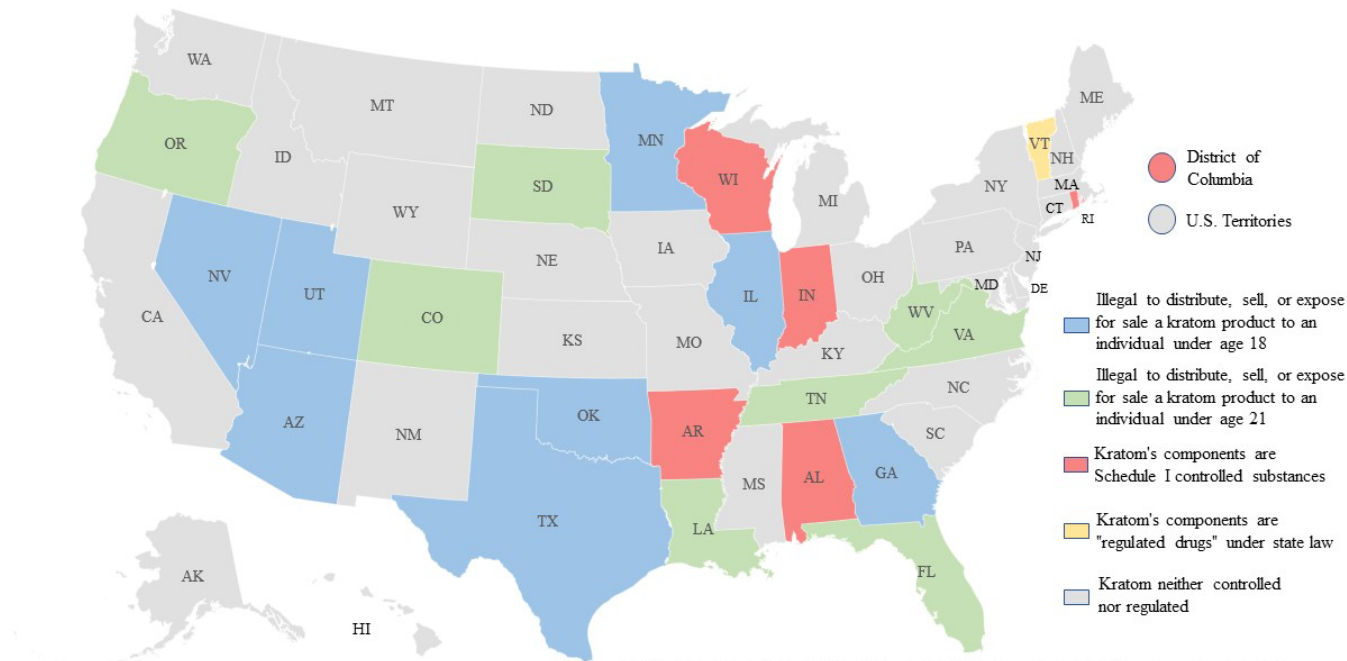 WA
MT
ND
MN
ME
OR
ID
SD
WI
VT
NH
WY
MI
NY
MA
CT
RI
District of
Columbia
U.S. Territories
NV
UT
CO
NE
IA
IL
IN
OH
PA
NJ
MD
DE
CA
KS
MO
KY
WV
VA
AZ
NM
OK
AR
TN
NC
SC
TX
LA
MS
AL
GA
FL
AK
HI
Illegal to distribute, sell, or expose
for sale a kratom product to an
individual under age 18
Illegal to distribute, sell, or expose
for sale a kratom product to an
individual under age 21
Kratom's components are
Schedule I controlled substances
Kratom's components are
"regulated drugs" under state law
Kratom neither controlled
nor regulated